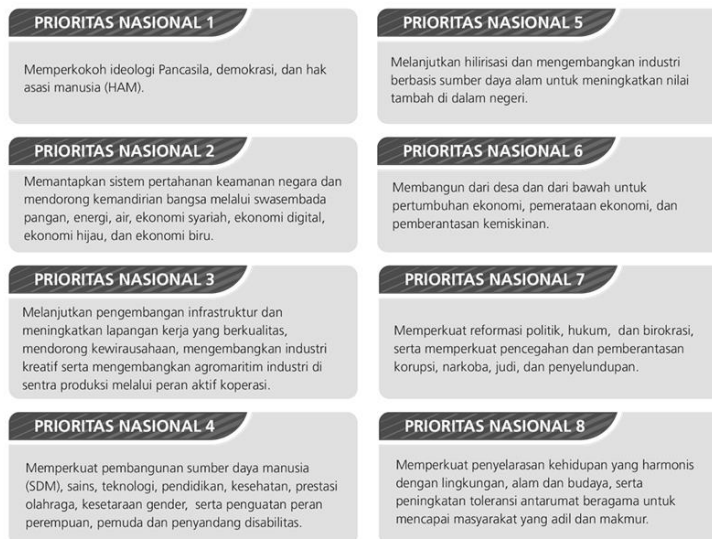 PRIORITAS NASIONAL 1
Memperkokoh ideologi Pancasila, demokrasi, dan hak
asasi manusia (HAM).
PRIORITAS NASIONAL 2
Memantapkan sistem pertahanan keamanan negara dan
mendorong kemandirian bangsa melalui swasembada
pangan, energi, air, ekonomi syariah, ekonomi digital,
ekonomi hijau, dan ekonomi biru.
PRIORITAS NASIONAL 3
Melanjutkan pengembangan infrastruktur dan
meningkatkan lapangan kerja yang berkualitas,
mendorong kewirausahaan, mengembangkan industri
kreatif serta mengembangkan agromaritim industri di
sentra produksi melalui peran aktif koperasi.
PRIORITAS NASIONAL 4
Memperkuat pembangunan sumber daya manusia
(SDM), sains, teknologi, pendidikan, kesehatan, prestasi
olahraga, kesetaraan gender, serta penguatan peran
perempuan, pemuda dan penyandang disabilitas.
PRIORITAS NASIONAL 5
Melanjutkan hilirisasi dan mengembangkan industri
berbasis sumber daya alam untuk meningkatkan nilai
tambah di dalam negeri.
PRIORITAS NASIONAL 6
Membangun dari desa dan dari bawah untuk
pertumbuhan ekonomi, pemerataan ekonomi, dan
pemberantasan kemiskinan.
PRIORITAS NASIONAL 7
Memperkuat reformasi politik, hukum, dan birokrasi,
serta memperkuat pencegahan dan pemberantasan
korupsi, narkoba, judi, dan penyelundupan.
PRIORITAS NASIONAL 8
Memperkuat penyelarasan kehidupan yang harmonis
dengan lingkungan, alam dan budaya, serta
peningkatan toleransi antarumat beragama untuk
mencapai masyarakat yang adil dan makmur.